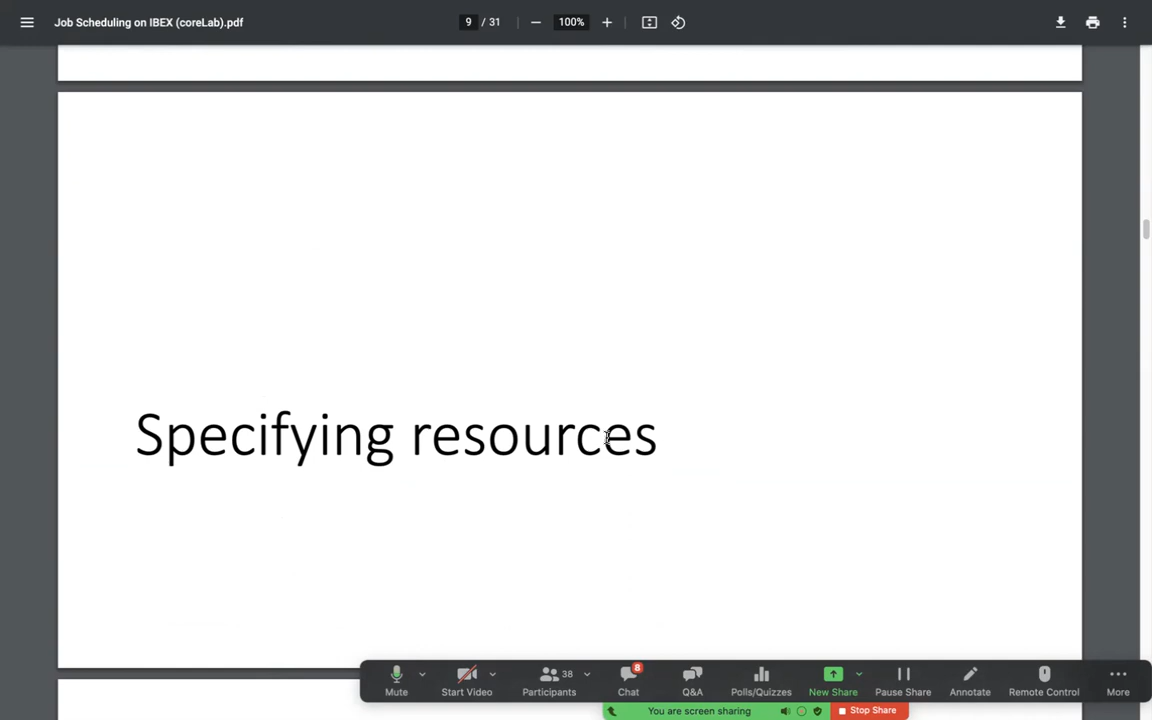 Job Scheduling on IBEX (coreLab).pdf
9 / 31
100%
Specifying resources
Mute
Start Video
38
Participants
8
Chat
Q&A
Polls/Quizzes
New Share
Pause Share
Annotate
Remote Control
More
You are screen sharing
Stop Share